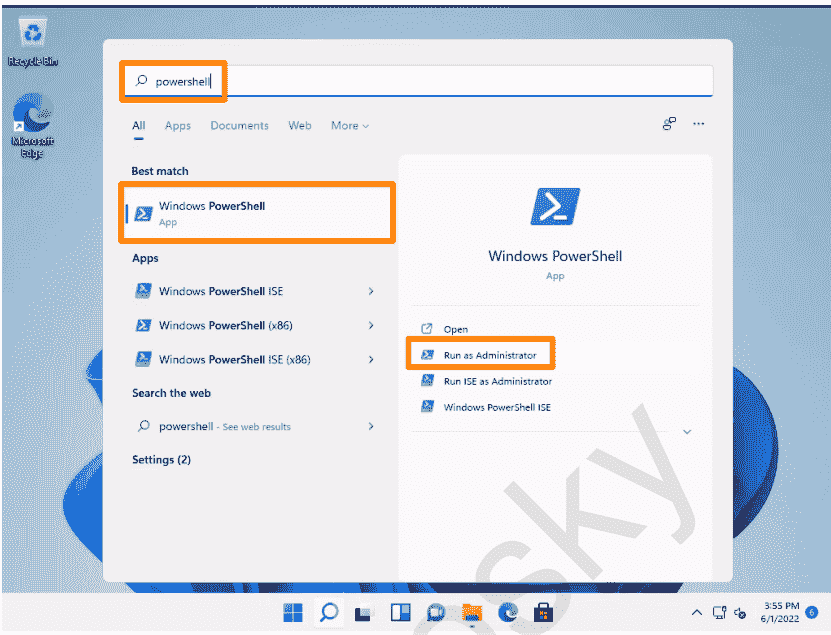 Recycle Bin
Microsoft
Edge
powershell
All Apps Documents Web More
Best match
Windows PowerShell
App
Apps
Windows PowerShell ISE
Windows PowerShell (x86)
Windows PowerShell ISE (x86)
Search the web
powershell - See web results
Settings (2)
Windows PowerShell
App
Open
Run as Administrator
Run ISE as Administrator
Windows PowerShell ISE
osky
3:55 PM
6/1/2022
6